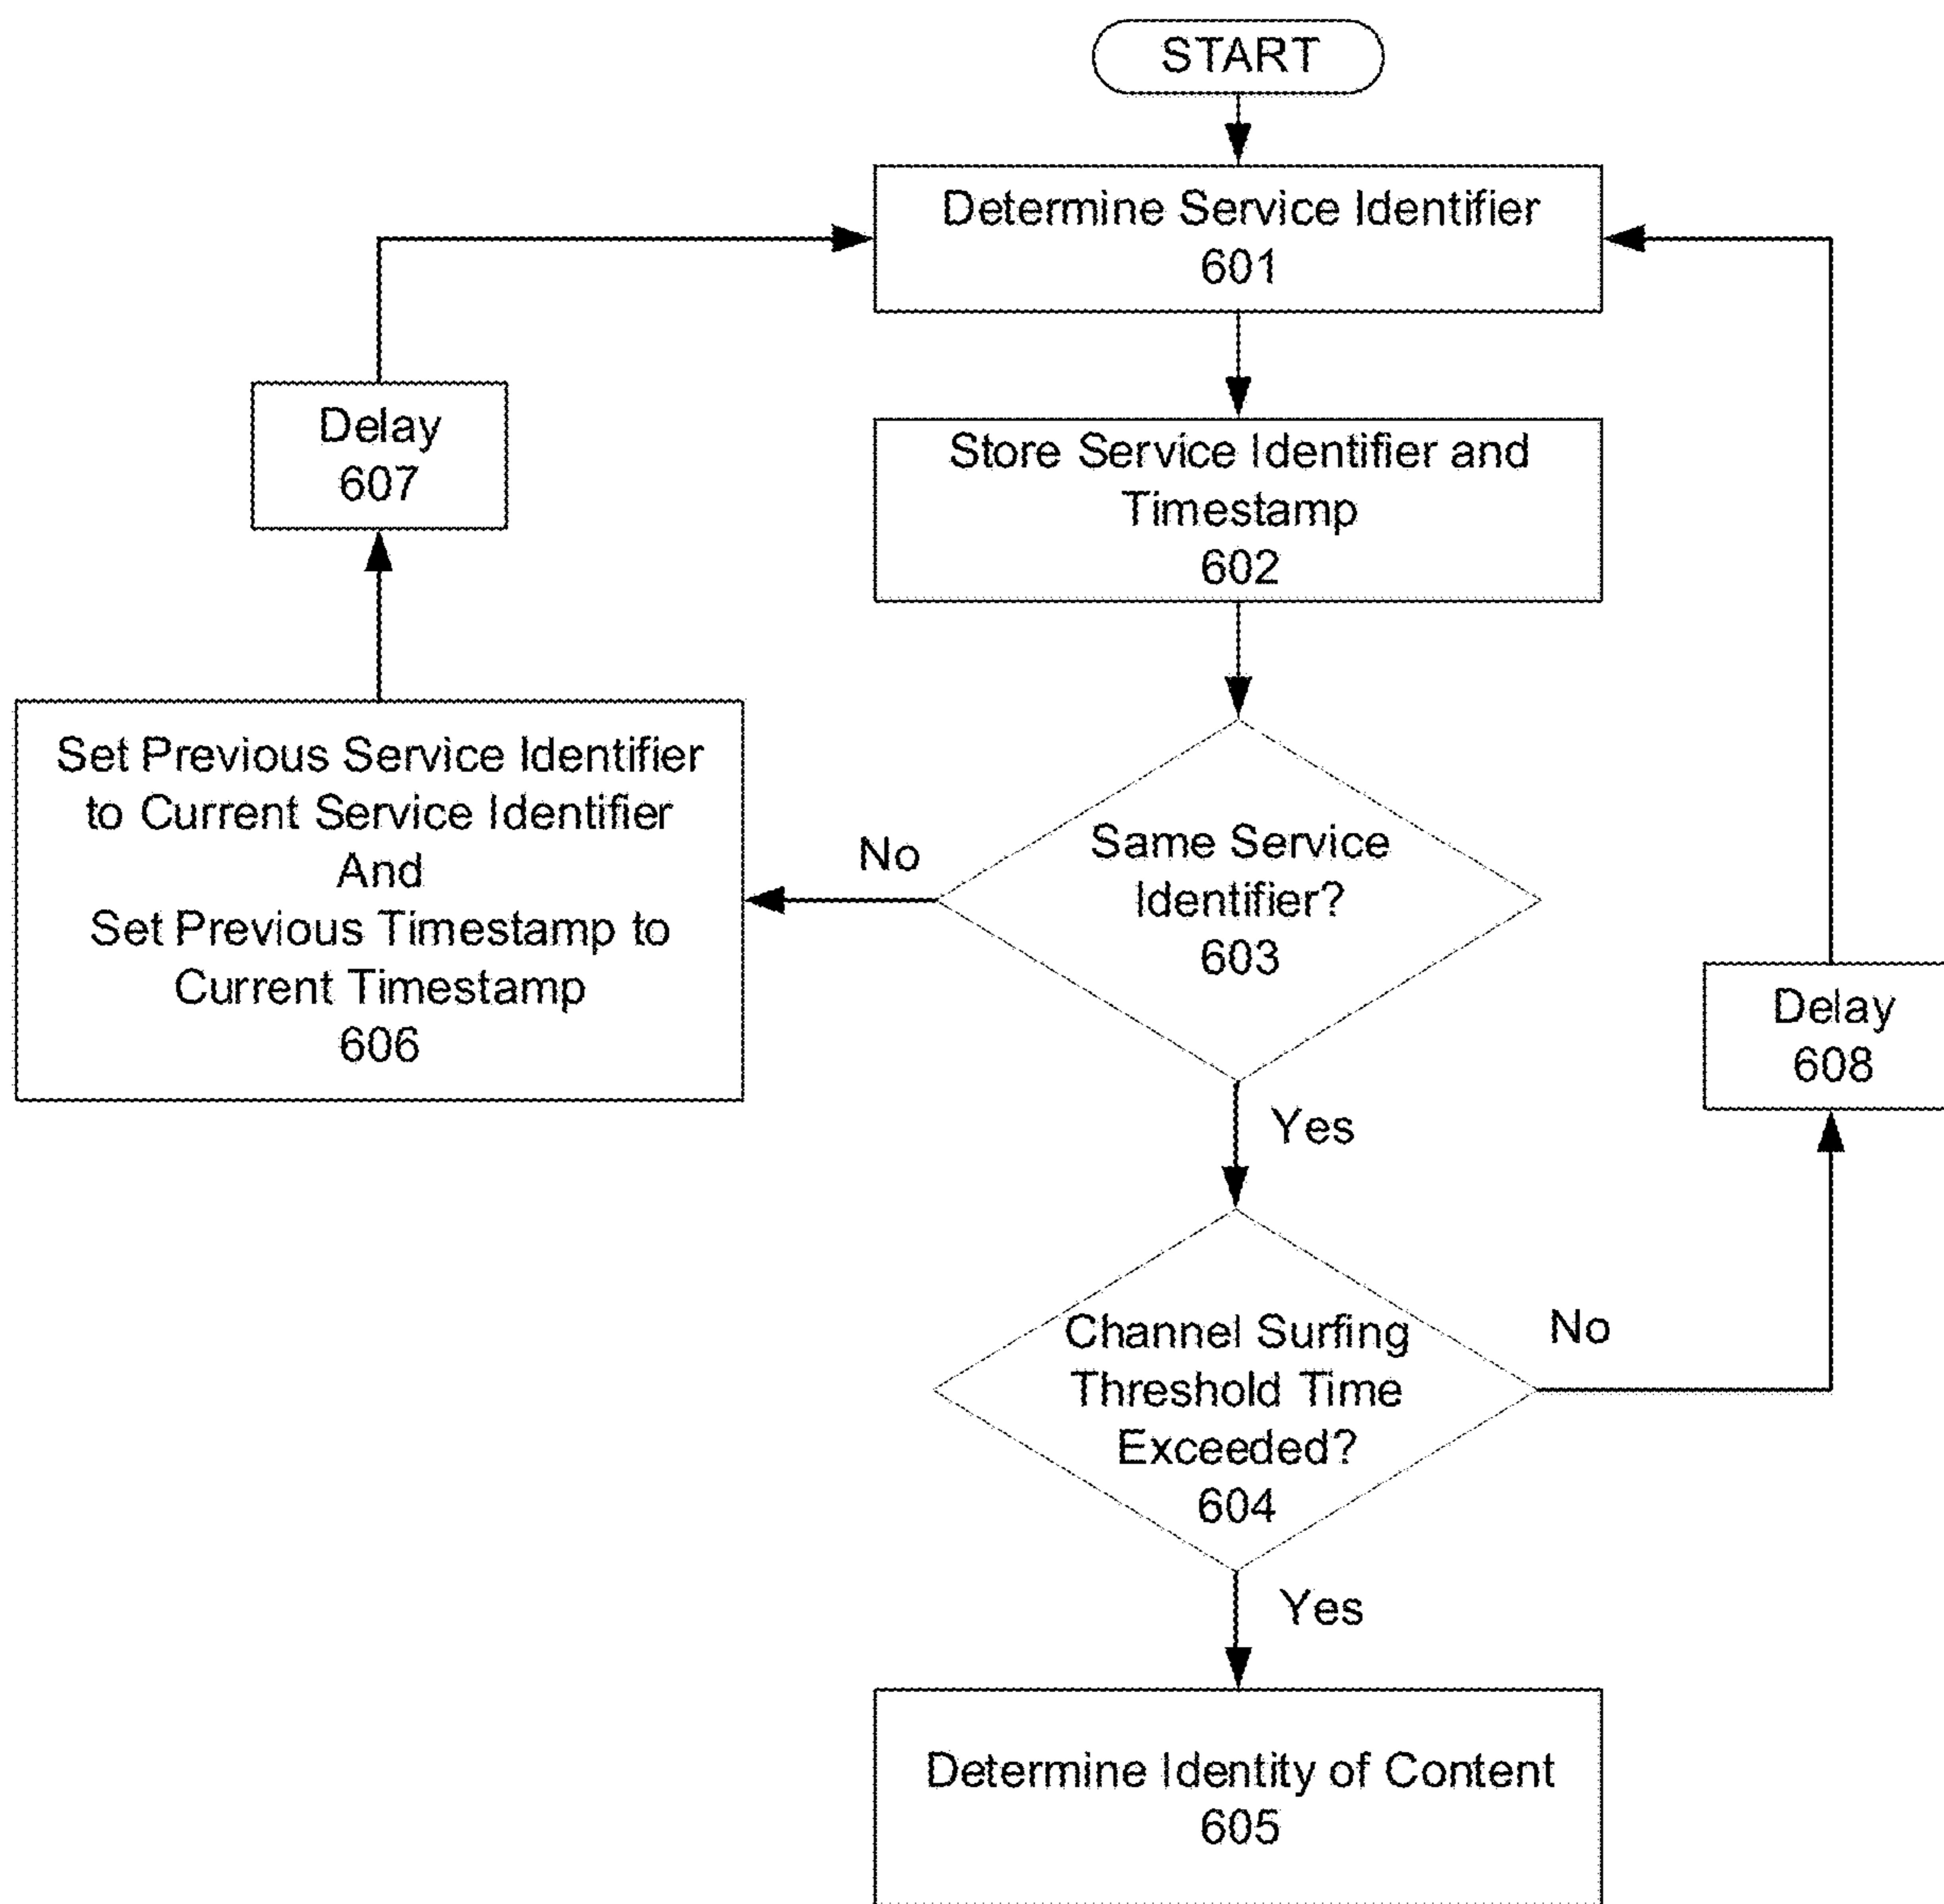 START
Determine Service Identifier
601
Store Service Identifier and
Timestamp
602
Same Service
Identifier?
603
No
Set Previous Service Identifier
to Current Service Identifier
And
Set Previous Timestamp to
Current Timestamp
606
Delay
607
Yes
Channel Surfing
Threshold Time
Exceeded?
604
No
Delay
608
Yes
Determine Identity of Content
605